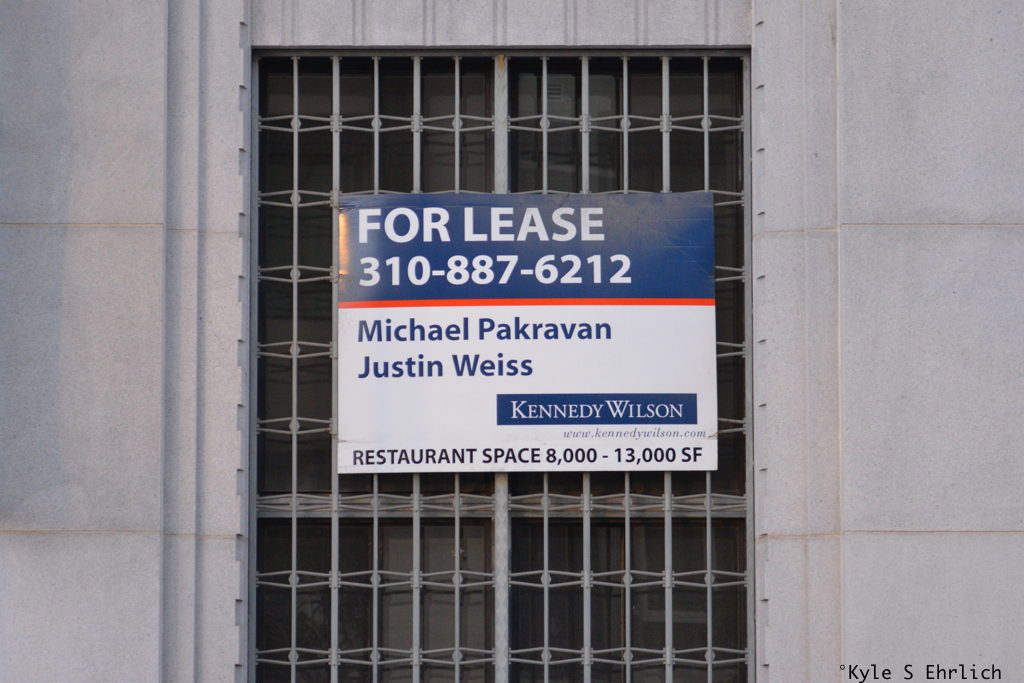 FOR LEASE
310-887-6212
Michael Pakravan
Justin Weiss
KENNEDY WILSON
www.kennedywilson.com
RESTAURANT SPACE 8,000 - 13,000 SF
°Kyle S Ehrlich